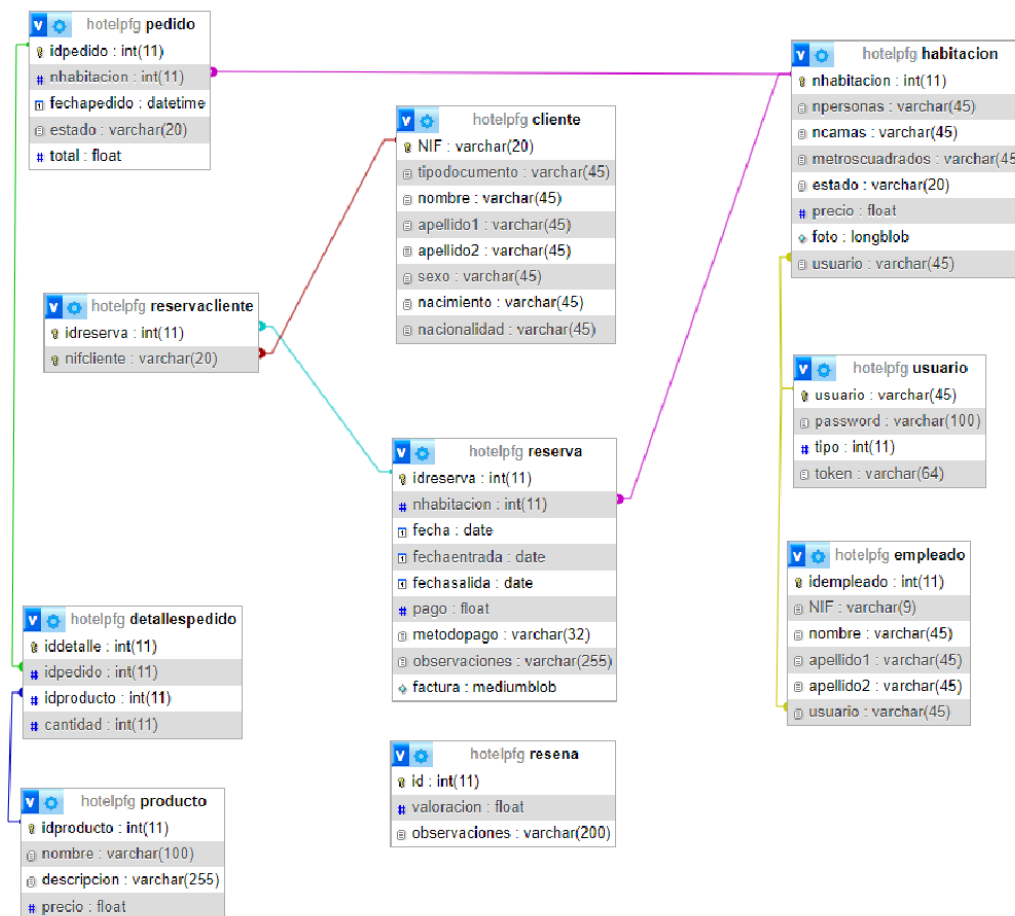 hotelpfg pedido
idpedido : int(11)
nhabitacion : int(11)
fechapedido : datetime
estado : varchar(20)
total : float
hotelpfg habitacion
nhabitacion : int(11)
npersonas : varchar(45)
ncamas : varchar(45)
metroscuadrados : varchar(45
estado : varchar(20)
precio : float
foto : longblob
usuario : varchar(45)
hotelpfg cliente
NIF : varchar(20)
tipodocumento : varchar(45)
nombre : varchar(45)
apellido1 : varchar(45)
apellido2 : varchar(45)
sexo : varchar(45)
nacimiento : varchar(45)
nacionalidad : varchar(45)
hotelpfg reservacliente
idreserva : int(11)
nifcliente : varchar(20)
hotelpfg usuario
usuario : varchar(45)
password : varchar(100)
tipo : int(11)
token : varchar(64)
hotelpfg reserva
idreserva : int(11)
nhabitacion : int(11)
fecha : date
fechaentrada : date
fechasalida : date
pago : float
metodopago : varchar(32)
observaciones : varchar(255)
factura : mediumblob
hotelpfg empleado
idempleado : int(11)
NIF : varchar(9)
nombre : varchar(45)
apellido1 : varchar(45)
apellido2 : varchar(45)
usuario : varchar(45)
hotelpfg detallespedido
iddetalle : int(11)
idpedido : int(11)
idproducto : int(11)
cantidad : int(11)
hotelpfg resena
id : int(11)
valoracion : float
observaciones : varchar(200)
hotelpfg producto
idproducto : int(11)
nombre : varchar(100)
descripcion : varchar(255)
precio : float